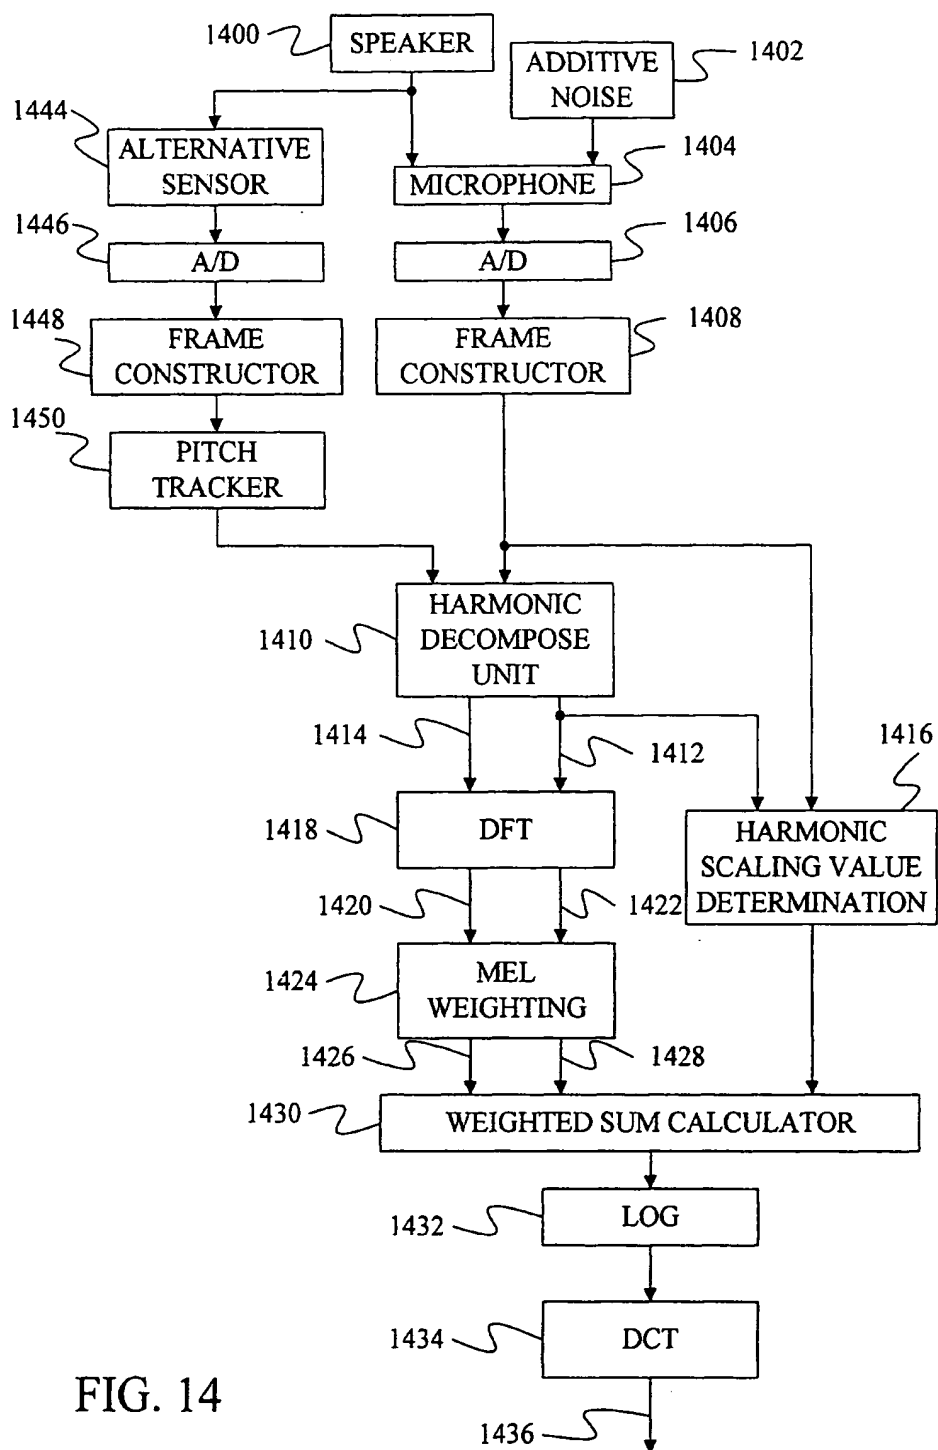 1400
SPEAKER
ADDITIVE
NOISE
1402
1444
ALTERNATIVE
SENSOR
1404
MICROPHONE
1446
A/D
1406
A/D
1448
FRAME
CONSTRUCTOR
1408
FRAME
CONSTRUCTOR
1450
PITCH
TRACKER
1410
HARMONIC
DECOMPOSE
UNIT
1414
1412
1416
1418
DFT
HARMONIC
SCALING VALUE
DETERMINATION
1420
1422
1424
MEL
WEIGHTING
1426
1428
1430
WEIGHTED SUM CALCULATOR
1432
LOG
1434
DCT
FIG. 14
1436